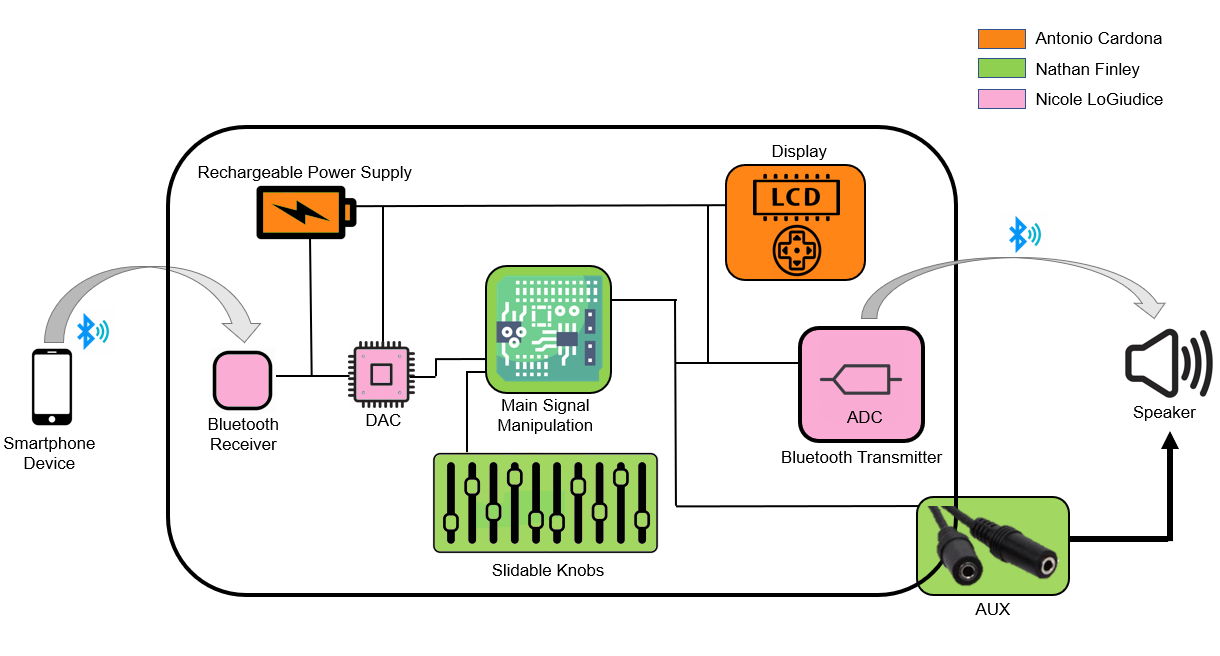 Antonio Cardona
Nathan Finley
Nicole LoGiudice
Display
Rechargeable Power Supply
LCD
Smartphone
Device
Bluetooth
Receiver
DAC
Main Signal
Manipulation
ADC
Bluetooth Transmitter
Speaker
Slidable Knobs
AUX